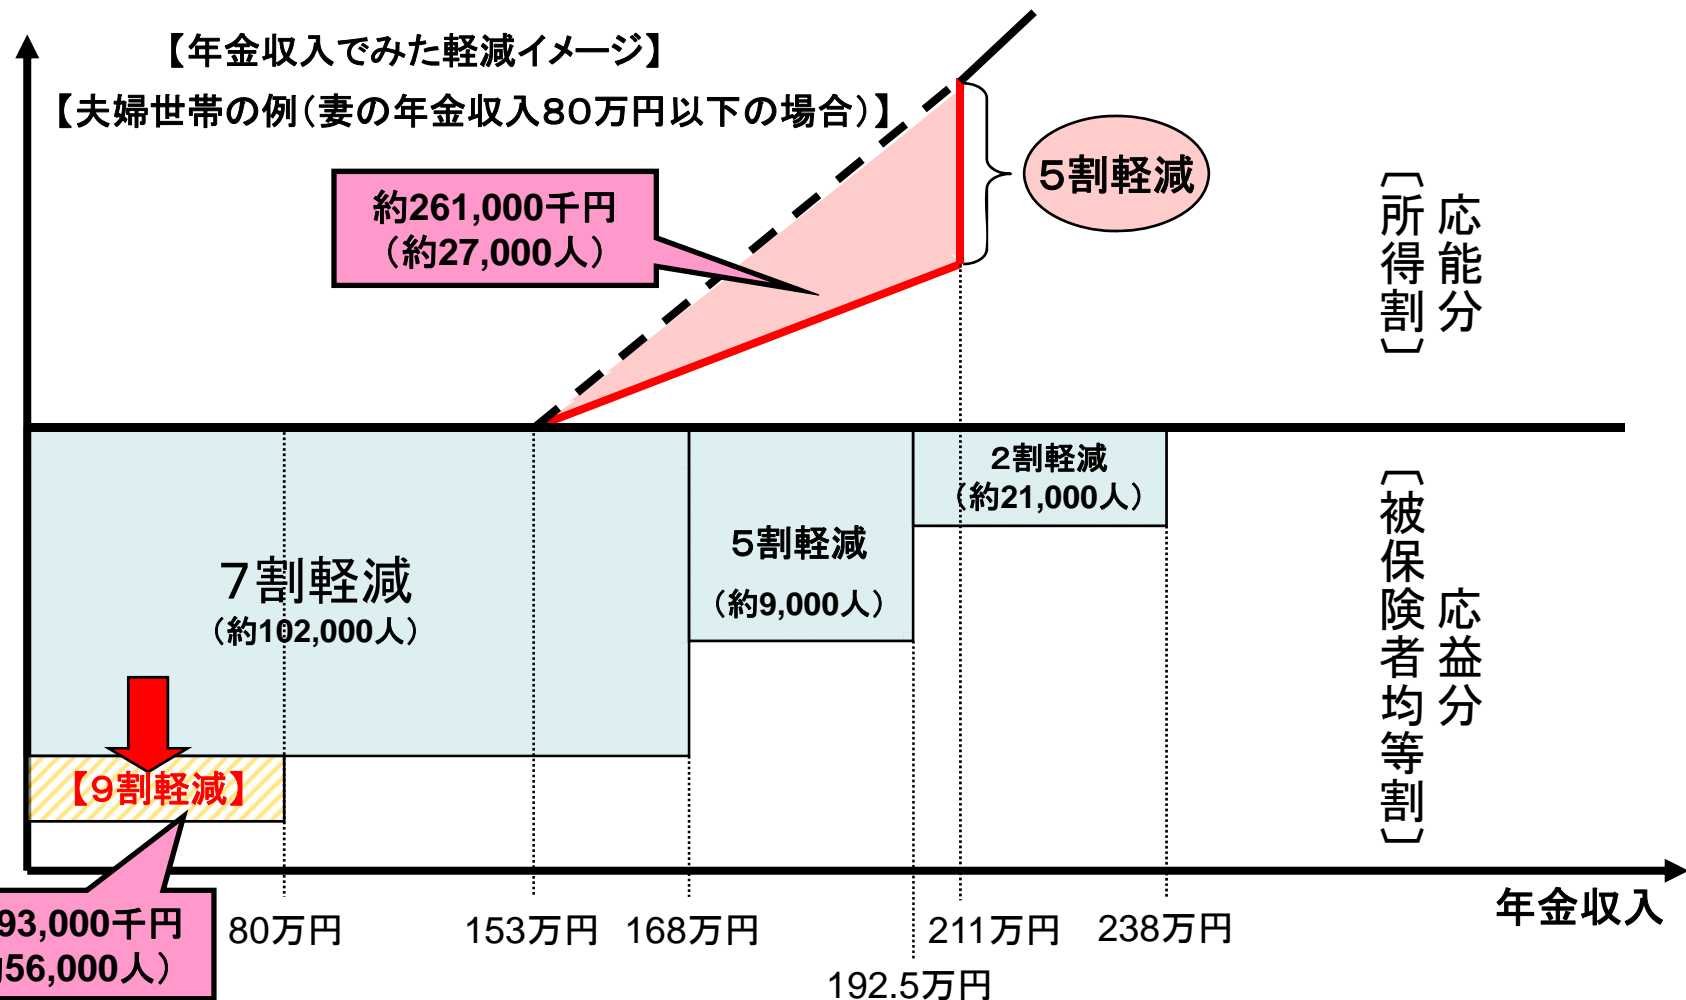 【年金収入でみた軽減イメージ】
【夫婦世帯の例（妻の年金収入８０万円以下の場合）】
約261,000千円
（約27,000人）
５割軽減
応能分
〔所得割〕
７割軽減
（約102,000人）
５割軽減
（約9,000人）
２割軽減
（約21,000人）
【９割軽減】
応益分
〔被保険者均等割〕
93,000千円
56,000人）
80万円
153万円
168万円
192.5万円
211万円
238万円
年金収入